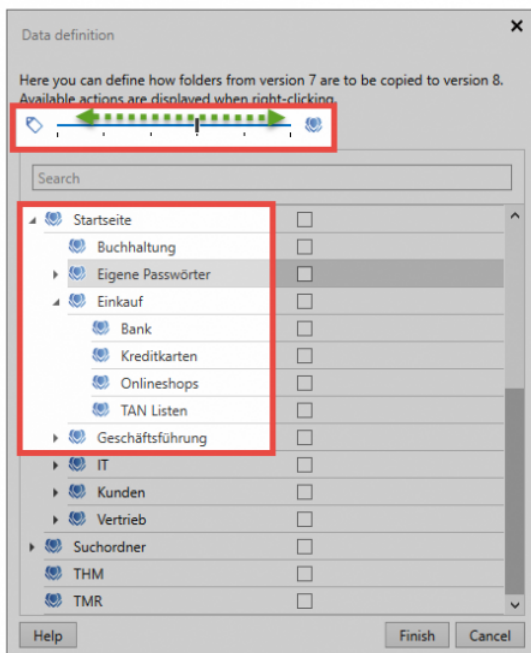 Data definition
Here you can define how folders from version 7 are to be copied to version 8.
Available actions are displayed when right-clicking.
Search
Startseite
Buchhaltung
Eigene Passwörter
Einkauf
Bank
Kreditkarten
Onlineshops
TAN Listen
Geschäftsführung
IT
Kunden
Vertrieb
Suchordner
THM
TMR
Help
Finish
Cancel